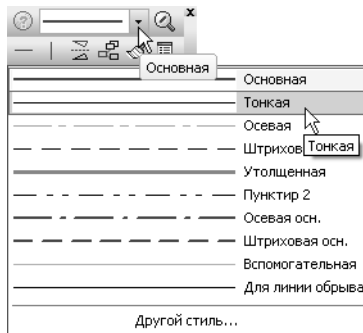 Основная
Основная
Тонкая
Осевая
Штрихов
Тонкая
Утолщенная
Пунктир 2
Осевая осн.
Штриховая осн.
Вспомогательная
Для линии обрыва
Другой стиль...